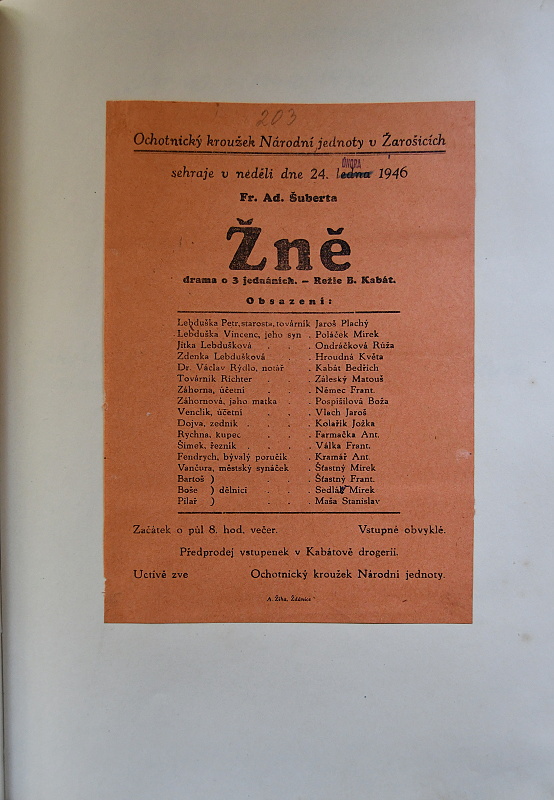 203
Ochotnický kroužek Národní jednoty v Žarošicích
sehraje v neděli dne 24. ledna února 1946
Fr. Ad. Šuberta
Žně
drama o 3 jednáních. – Režie B. Kabát.
Obsazení:
Lebduška Petr, starosta, továrník Jaroš Plachý
Lebduška Vincenc, jeho syn . Poláček Mirek
Jitka Lebdušková . . . Ondráčková Růža
Zdenka Lebdušková . . . Hroudná Květa
Dr. Václav Rýdlo, notář . . Kabát Bedřich
Továrník Richter . . . Záleský Matouš
Záhorna, účetní . . . Němec Frant.
Záhornová, jeho matka . . Pospíšilová Boža
Venclík, účetní . . . Vlach Jaroš
Dojva, zedník . . . . Kolařík Jožka
Rychna, kupec . . . Farmačka Ant.
Šimek, řezník . . . Válka Frant.
Fendrych, bývalý poručík . Kramář Ant
Vančura, městský synáček . Šťastný Mirek
Bartoš ) . . . Šťastný Frant.
Boše ) dělníci . . Sedlák Mirek
Pilař ) . . . Maša Stanislav
Začátek o půl 8. hod. večer. Vstupné obvyklé.
Předprodej vstupenek v Kabátově drogerii.
Uctivě zve Ochotnický kroužek Národní jednoty.
A. Žiha, Ždánice